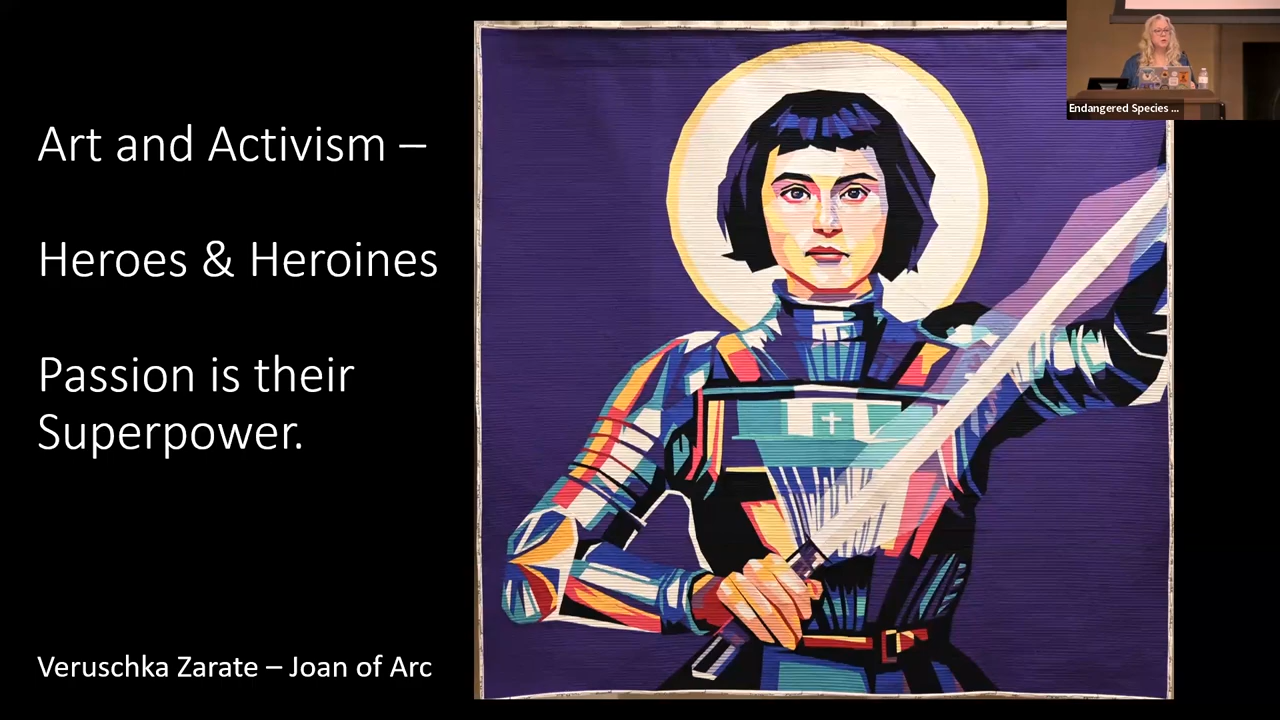 Art and Activism –
Heroes & Heroines
Passion is their
Superpower.
Veruschka Zarate – Joan of Arc
Endangered Species ...